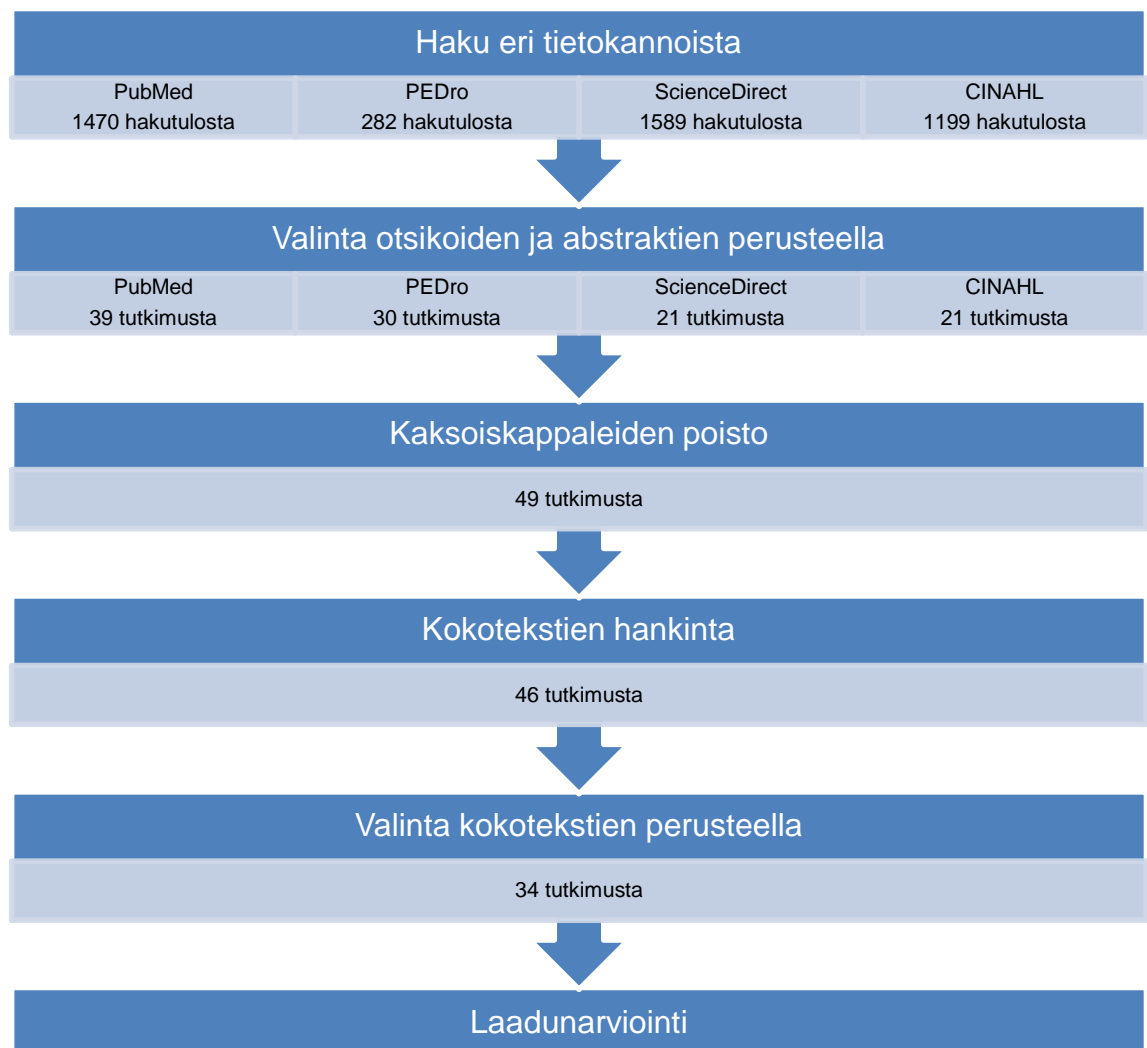 Haku eri tietokannoista
PubMed PEDro ScienceDirect CINAHL
1470 hakutulosta 282 hakutulosta 1589 hakutulosta 1199 hakutulosta
Valinta otsikoiden ja abstraktien perusteella
PubMed PEDro ScienceDirect CINAHL
39 tutkimusta 30 tutkimusta 21 tutkimusta 21 tutkimusta
Kaksoiskappaleiden poisto
49 tutkimusta
Kokotekstien hankinta
46 tutkimusta
Valinta kokotekstien perusteella
34 tutkimusta
Laadunarviointi